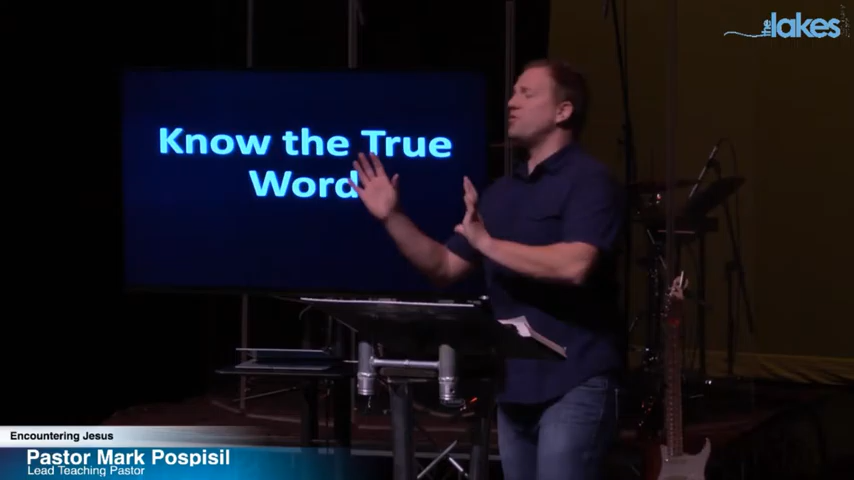 the lakes
Know the True
Word
Encountering Jesus
Pastor Mark Pospisil
Lead Teaching Pastor